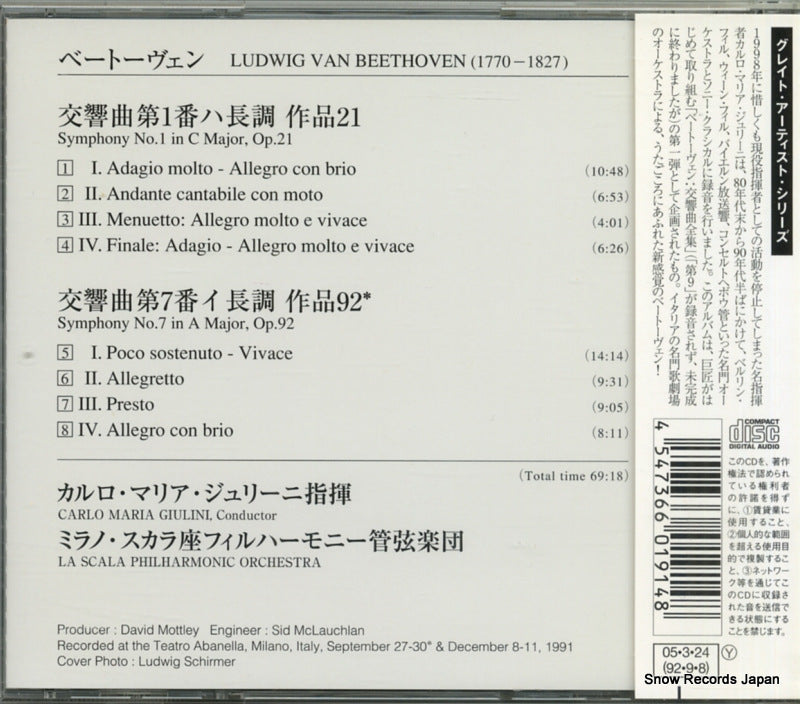 ベートーヴェン LUDWIG VAN BEETHOVEN (1770－1827)
交響曲第1番ハ長調 作品21
Symphony No.1 in C Major, Op.21
1 I. Adagio molto - Allegro con brio (10:48)
2 II. Andante cantabile con moto (6:53)
3 III. Menuetto: Allegro molto e vivace (4:01)
4 IV. Finale: Adagio - Allegro molto e vivace (6:26)
交響曲第7番イ長調 作品92*
Symphony No.7 in A Major, Op.92
5 I. Poco sostenuto - Vivace (14:14)
6 II. Allegretto (9:31)
7 III. Presto (9:05)
8 IV. Allegro con brio (8:11)
(Total time 69:18)
カルロ・マリア・ジュリーニ指揮
CARLO MARIA GIULINI, Conductor
ミラノ・スカラ座フィルハーモニー管弦楽団
LA SCALA PHILHARMONIC ORCHESTRA
Producer : David Mottley Engineer : Sid McLauchlan
Recorded at the Teatro Abanella, Milano, Italy, September 27-30* & December 8-11, 1991
Cover Photo : Ludwig Schirmer
グレイト・アーティスト・シリーズ
1998年に惜しくも現役指揮者としての活動を停止してしまった名指揮
者カルロ・マリア・ジュリーニは、80年代末から90年代半ばにかけて、ベルリン・
フィル、ウィーン・フィル、バイエルン放送響、コンセルトヘボウ管といった名門オー
ケストラとソニー・クラシカルに録音を行いました。このアルバムは、巨匠がは
じめて取り組む「ベートーヴェン：交響曲全集」(「第9」が録音されず、未完成
に終わりましたが)の第一弾として企画されたもの。イタリアの名門歌劇場
のオーケストラによる、うたごころにあふれた新感覚のベートーヴェン！
COMPACT
disc
DIGITAL AUDIO
4 547366 019148
このCDを、著作
権法で認められ
ている権利者
の許諾を得ず
に、①賃貸業に
使用すること、
②個人的な範囲
を超える使用目
的で複製するこ
と、③ネットワー
ク等を通じてこ
のCDに収録され
た音を送信で
きる状態にする
ことを禁じます。
05・3・24
(92・9・8)
Y
Snow Records Japan